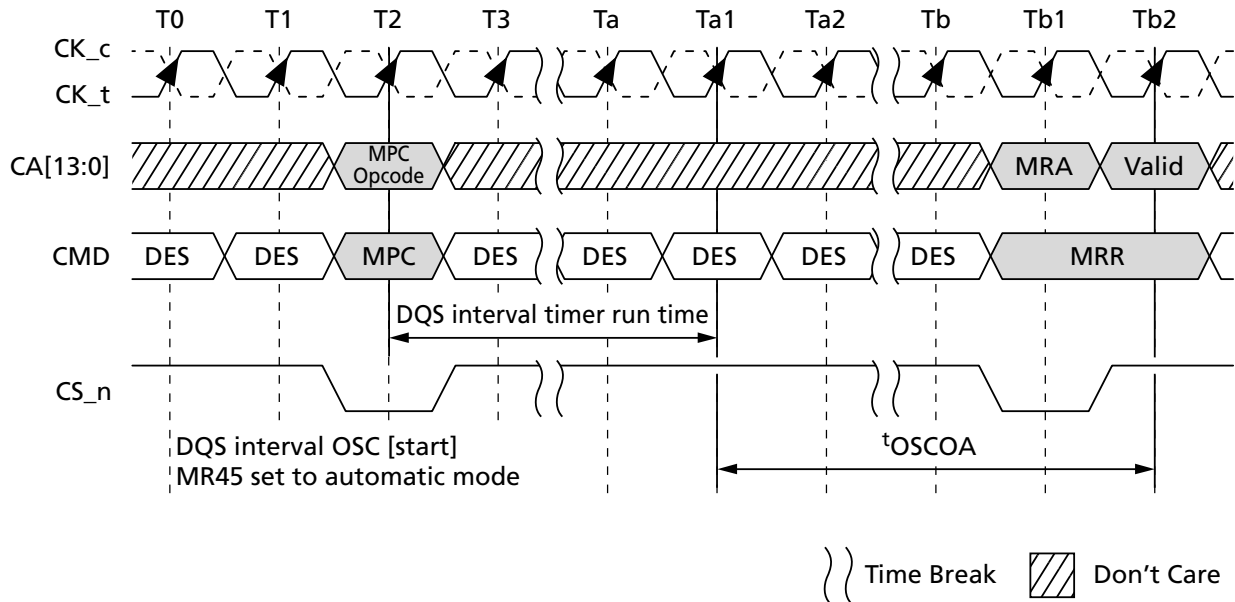 T0 T1 T2 T3 Ta Ta1 Ta2 Tb Tb1 Tb2
CK_c
CK_t
CA[13:0] MPC Opcode MRA Valid
CMD DES DES MPC DES DES DES DES DES MRR
DQS interval timer run time
CS_n
DQS interval OSC [start]
MR45 set to automatic mode
tOSCOA
Time Break Don't Care